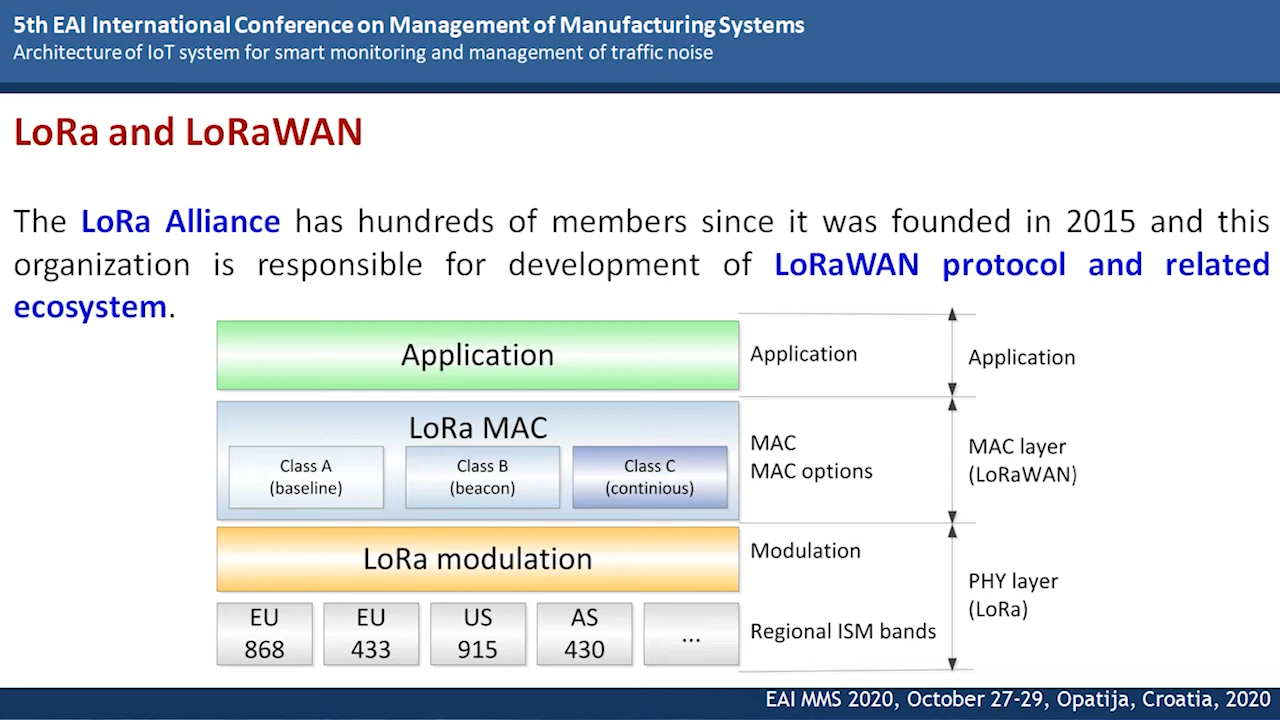 5th EAI International Conference on Management of Manufacturing Systems
Architecture of IoT system for smart monitoring and management of traffic noise
LoRa and LoRaWAN
The LoRa Alliance has hundreds of members since it was founded in 2015 and this
organization is responsible for development of LoRaWAN protocol and related
ecosystem.
Application
Application
Application
LoRa MAC
Class A
(baseline)
Class B
(beacon)
Class C
(continious)
MAC
MAC options
MAC layer
(LoRaWAN)
LoRa modulation
Modulation
PHY layer
(LoRa)
EU
868
EU
433
US
915
AS
430
...
Regional ISM bands
EAI MMS 2020, October 27-29, Opatija, Croatia, 2020